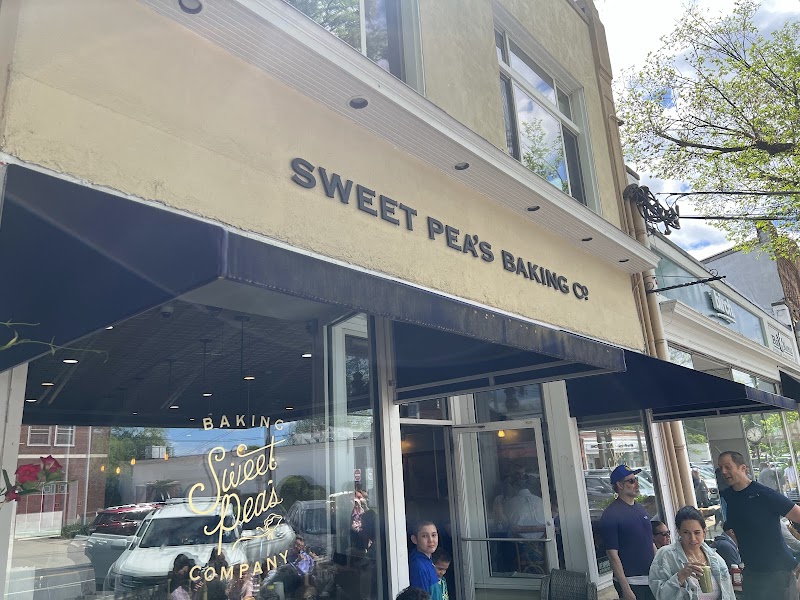 SWEET PEA'S BAKING Cº
BAKING
Sweet
Pea's
COMPANY